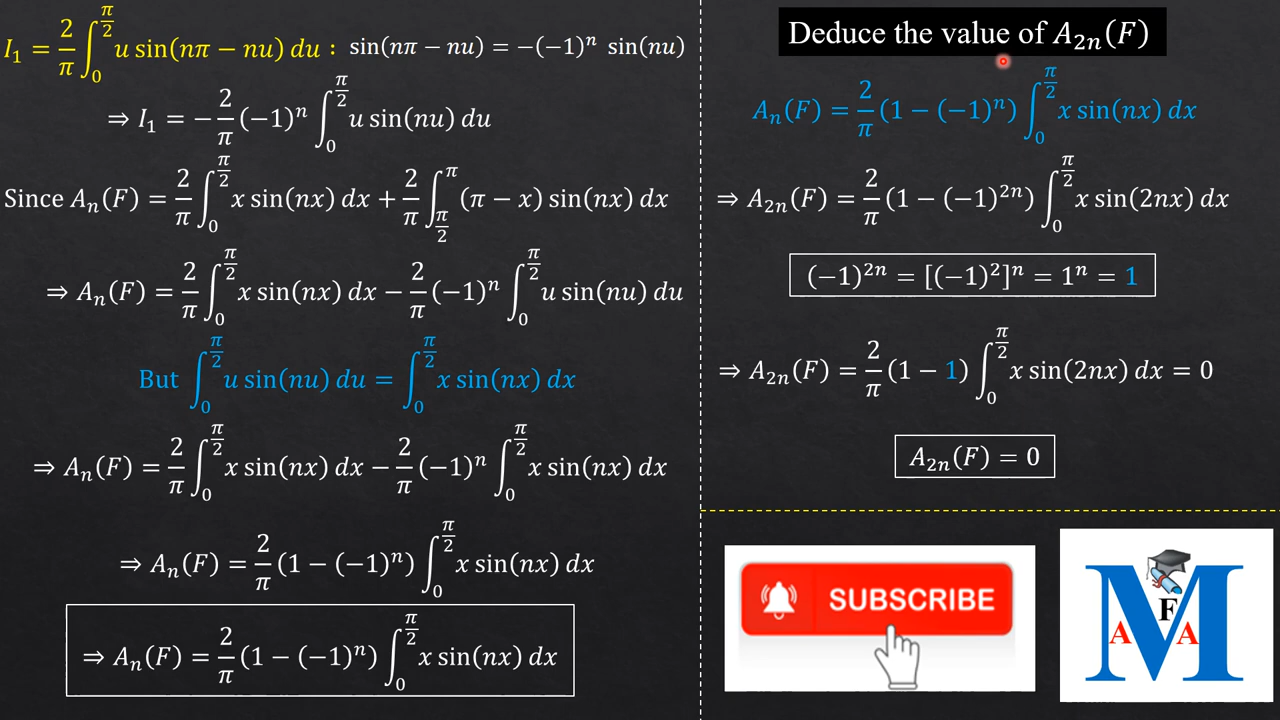 I₁ = 2/π ∫₀^(π/2) u sin(nπ − nu) du : sin(nπ − nu) = −(−1)ⁿ sin(nu)
⇒ I₁ = −2/π (−1)ⁿ ∫₀^(π/2) u sin(nu) du
Since Aₙ(F) = 2/π ∫₀^(π/2) x sin(nx) dx + 2/π ∫_(π/2)^π (π − x) sin(nx) dx
⇒ Aₙ(F) = 2/π ∫₀^(π/2) x sin(nx) dx − 2/π (−1)ⁿ ∫₀^(π/2) u sin(nu) du
But ∫₀^(π/2) u sin(nu) du = ∫₀^(π/2) x sin(nx) dx
⇒ Aₙ(F) = 2/π ∫₀^(π/2) x sin(nx) dx − 2/π (−1)ⁿ ∫₀^(π/2) x sin(nx) dx
⇒ Aₙ(F) = 2/π (1 − (−1)ⁿ) ∫₀^(π/2) x sin(nx) dx
⇒ Aₙ(F) = 2/π (1 − (−1)ⁿ) ∫₀^(π/2) x sin(nx) dx
Deduce the value of A₂ₙ(F)
Aₙ(F) = 2/π (1 − (−1)ⁿ) ∫₀^(π/2) x sin(nx) dx
⇒ A₂ₙ(F) = 2/π (1 − (−1)²ⁿ) ∫₀^(π/2) x sin(2nx) dx
(−1)²ⁿ = [(−1)²]ⁿ = 1ⁿ = 1
⇒ A₂ₙ(F) = 2/π (1 − 1) ∫₀^(π/2) x sin(2nx) dx = 0
A₂ₙ(F) = 0
SUBSCRIBE
M
F
A A